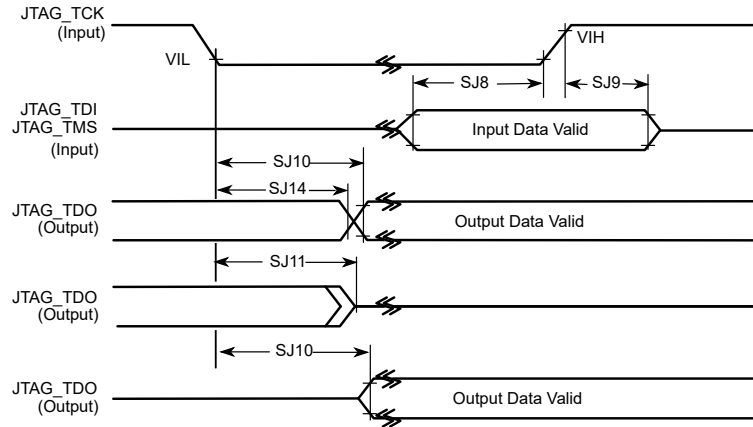 JTAG_TCK
(Input)
VIL
VIH
SJ8
SJ9
JTAG_TDI
JTAG_TMS
(Input)
Input Data Valid
SJ10
SJ14
JTAG_TDO
(Output)
Output Data Valid
SJ11
JTAG_TDO
(Output)
SJ10
JTAG_TDO
(Output)
Output Data Valid